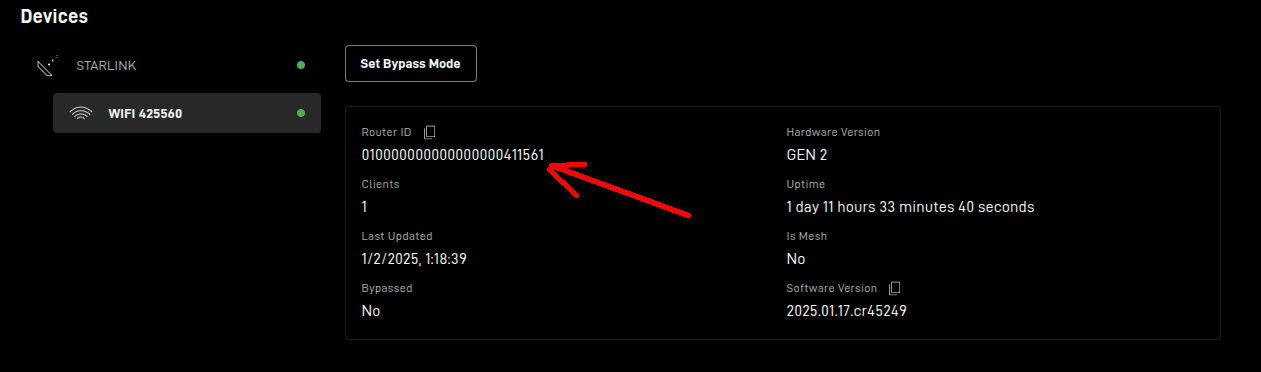 Devices
STARLINK
WIFI 425560
Set Bypass Mode
Router ID
010000000000000000411561
Hardware Version
GEN 2
Clients
1
Uptime
1 day 11 hours 33 minutes 40 seconds
Last Updated
1/2/2025, 1:18:39
Is Mesh
No
Bypassed
No
Software Version
2025.01.17.cr45249